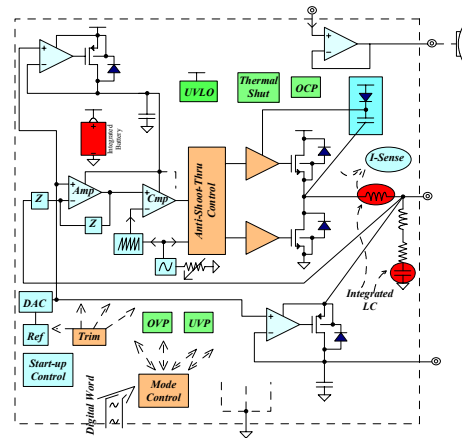 UVLO
Thermal
Shut
OCP
Integrated
Battery
I-Sense
Amp
Cmp
Anti-Shoot-Thru
Control
Z
Z
Integrated
LC
DAC
Ref
Trim
OVP
UVP
Start-up
Control
Mode
Control
Digital Word